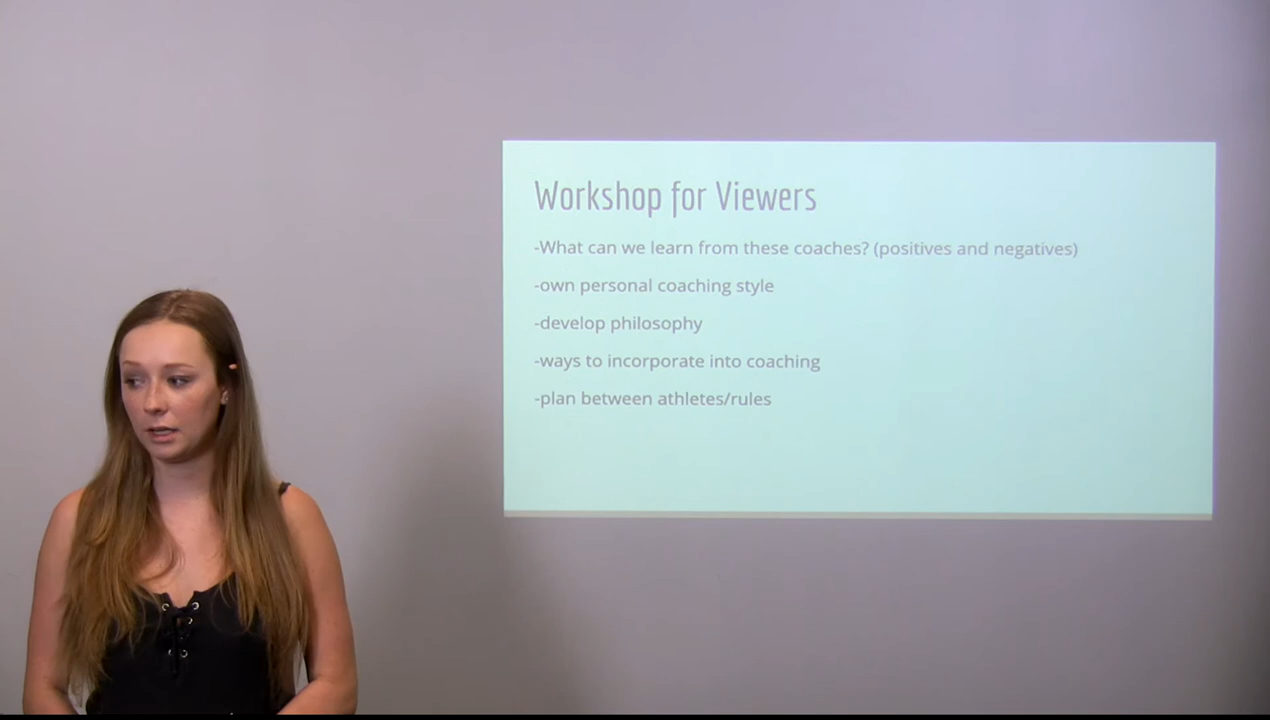 Workshop for Viewers
-What can we learn from these coaches? (positives and negatives)
-own personal coaching style
-develop philosophy
-ways to incorporate into coaching
-plan between athletes/rules